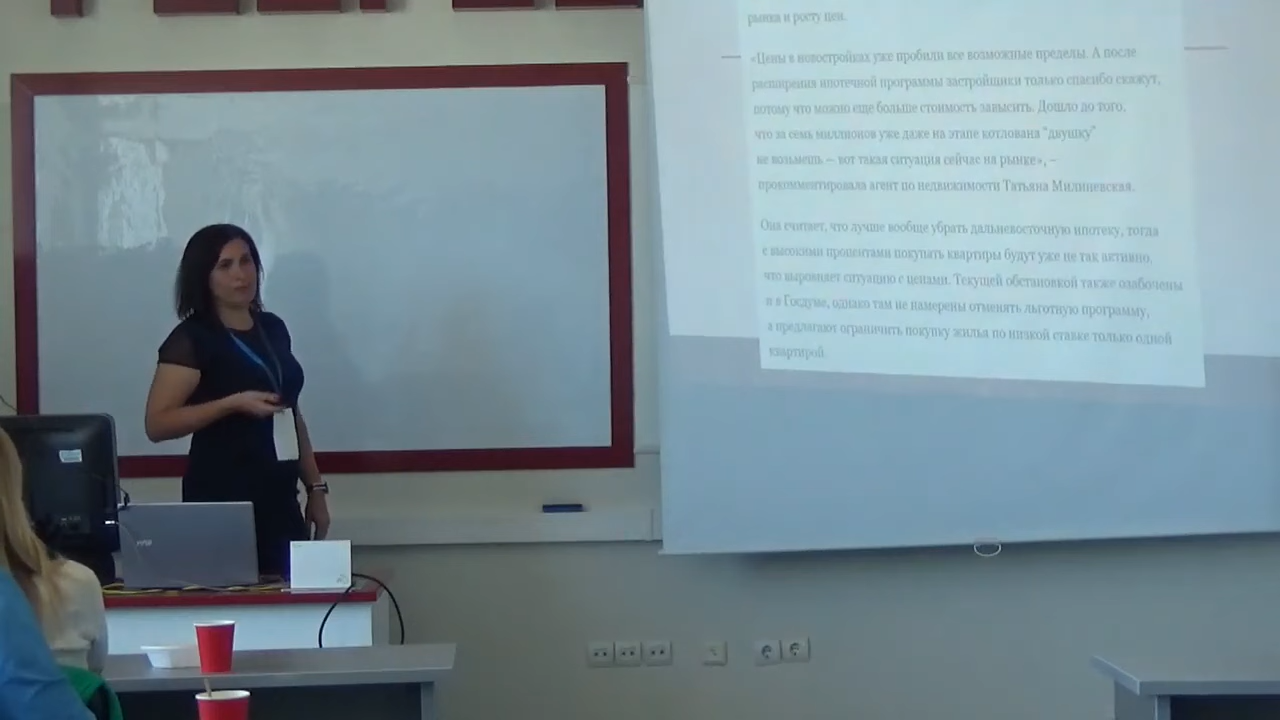 рынка и росту цен.
«Цены в новостройках уже пробили все возможные пределы. А после
расширения ипотечной программы застройщики только спасибо скажут,
потому что можно еще больше стоимость завысить. Дошло до того,
что за семь миллионов уже даже на этапе котлована "двушку"
не возьмешь – вот такая ситуация сейчас на рынке», –
прокомментировала агент по недвижимости Татьяна Милиневская.
Она считает, что лучше вообще убрать дальневосточную ипотеку, тогда
с высокими процентами покупать квартиры будут уже не так активно,
что выровняет ситуацию с ценами. Текущей обстановкой также озабочены
и в Госдуме, однако там не намерены отменять льготную программу,
а предлагают ограничить покупку жилья по низкой ставке только одной
квартирой.